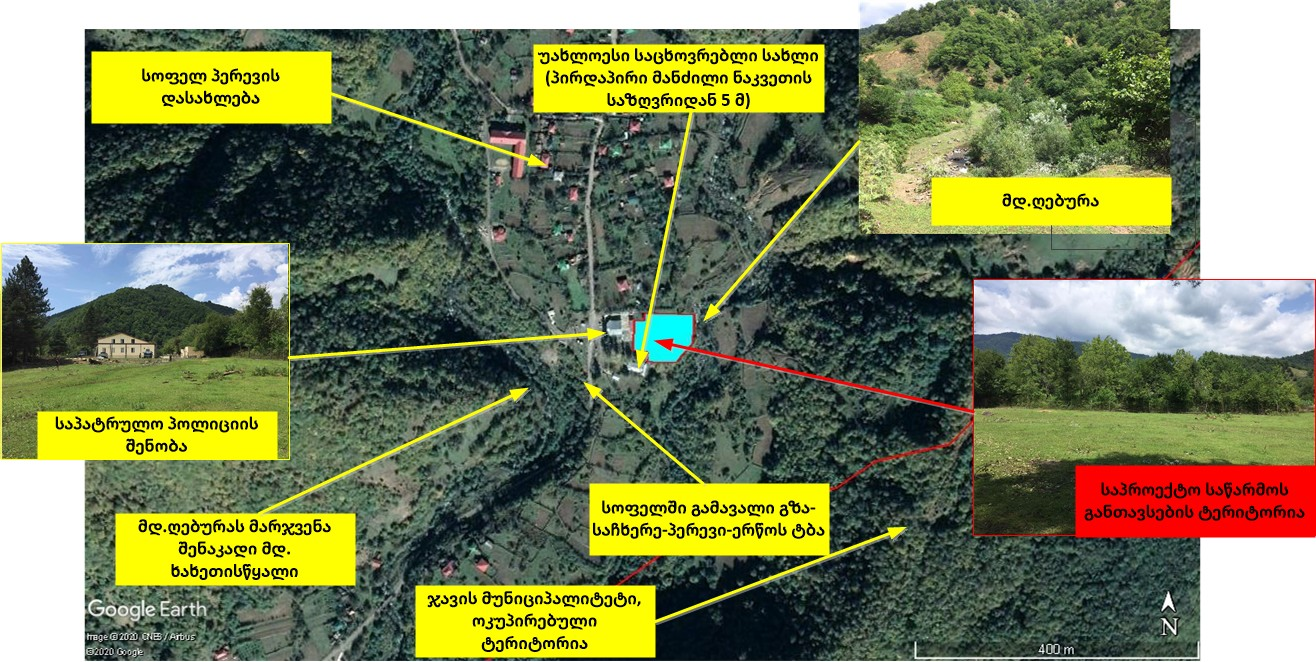 სოფელ პერევის
დასახლება
უახლოესი საცხოვრებლი სახლი
(პირდაპირი მანძილი ნაკვეთის
საზღვრიდან 5 მ)
მდ.ღებურა
საპატრულო პოლიციის
შენობა
საპროექტო საწარმოს
განთავსების ტერიტორია
სოფელში გამავალი გზა-
საჩხერე-პერევი-ერწოს ტბა
მდ.ღებურას მარჯვენა
შენაკადი მდ.
ხახეთისწყალი
ჯავის მუნიციპალიტეტი,
ოკუპირებული
ტერიტორია
Google Earth
Image © 2020 CNES / Airbus
©2020 Google
N
400 m